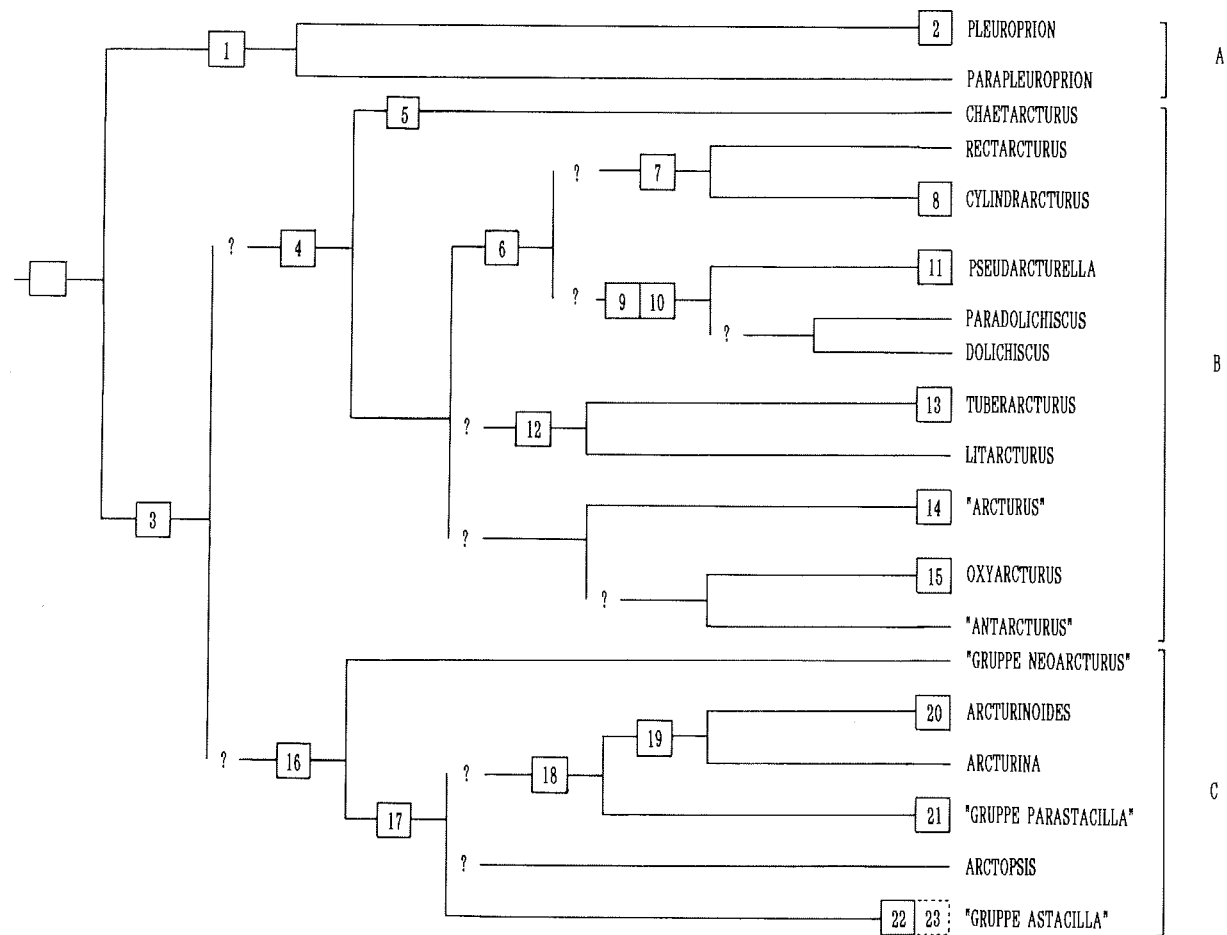 2 PLEUROPRION
1
A
PARAPLEUROPRION
5 CHAETARCTURUS
RECTARCTURUS
? 7
8 CYLINDRARCTURUS
? 4
6
11 PSEUDARCTURELLA
? 9 10
PARADOLICHISCUS
?
DOLICHISCUS
B
13 TUBERARCTURUS
? 12
LITARCTURUS
14 "ARCTURUS"
3
?
15 OXYARCTURUS
?
"ANTARCTURUS"
"GRUPPE NEOARCTURUS"
20 ARCTURINOIDES
19
? 16
? 18
ARCTURINA
C
17
21 "GRUPPE PARASTACILLA"
? ARCTOPSIS
22 23 "GRUPPE ASTACILLA"